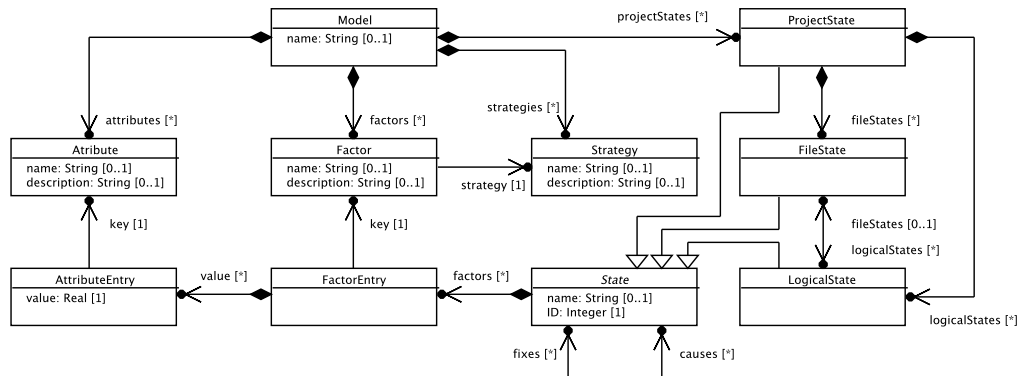 Model
name: String [0..1]
projectStates [*]
ProjectState
attributes [*]
factors [*]
strategies [*]
fileStates [*]
Atribute
name: String [0..1]
description: String [0..1]
Factor
name: String [0..1]
description: String [0..1]
strategy [1]
Strategy
name: String [0..1]
description: String [0..1]
FileState
key [1]
key [1]
fileStates [0..1]
logicalStates [*]
AttributeEntry
value: Real [1]
value [*]
FactorEntry
factors [*]
State
name: String [0..1]
ID: Integer [1]
LogicalState
logicalStates [*]
fixes [*]
causes [*]